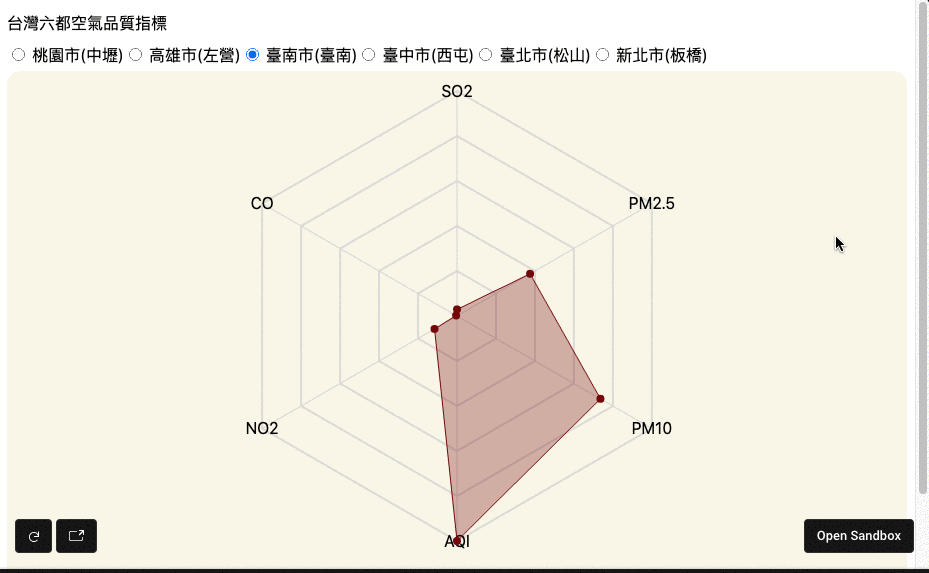 台灣六都空氣品質指標
桃園市(中壢) 高雄市(左營) 臺南市(臺南) 臺中市(西屯) 臺北市(松山) 新北市(板橋)
SO2
CO
PM2.5
NO2
PM10
AQI
Open Sandbox